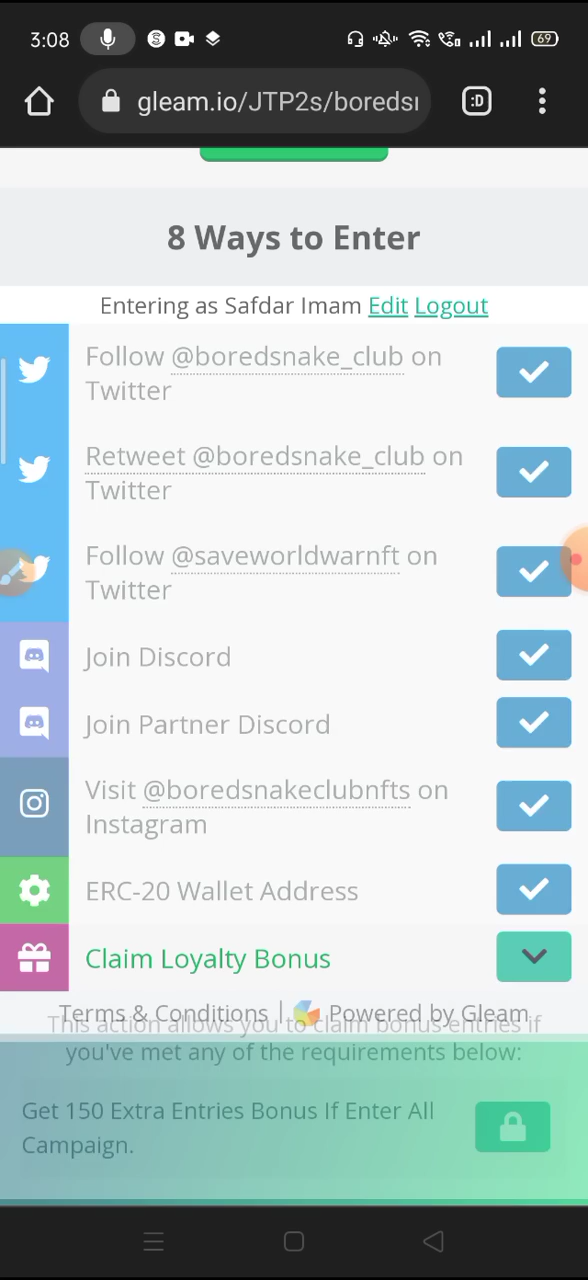 3:08
69
gleam.io/JTP2s/boredsn
:D
8 Ways to Enter
Entering as Safdar Imam Edit Logout
Follow @boredsnake_club on
Twitter
Retweet @boredsnake_club on
Twitter
Follow @saveworldwarnft on
Twitter
Join Discord
Join Partner Discord
Visit @boredsnakeclubnfts on
Instagram
ERC-20 Wallet Address
Claim Loyalty Bonus
Terms & Conditions | Powered by Gleam
This action allows you to claim bonus entries if
you've met any of the requirements below:
Get 150 Extra Entries Bonus If Enter All
Campaign.